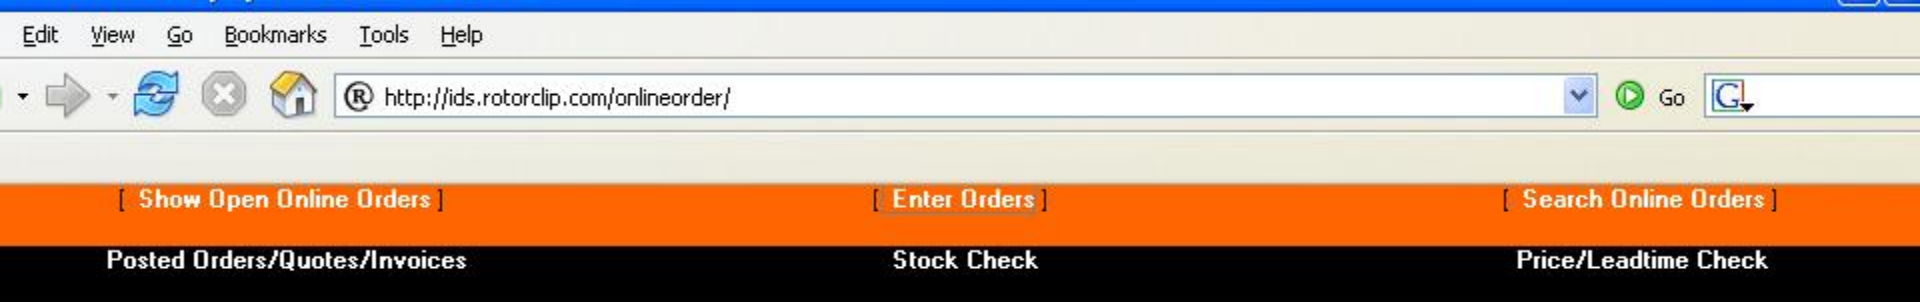 Edit View Go Bookmarks Tools Help
® http://ids.rotorclip.com/onlineorder/ Go G
[ Show Open Online Orders ] [ Enter Orders ] [ Search Online Orders ]
Posted Orders/Quotes/Invoices Stock Check Price/Leadtime Check